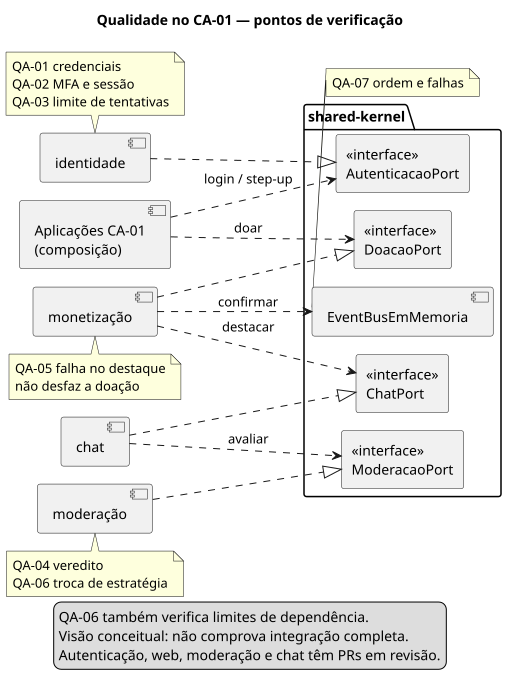 Qualidade no CA-01 — pontos de verificação
QA-01 credenciais
QA-02 MFA e sessão
QA-03 limite de tentativas
QA-07 ordem e falhas
shared-kernel
identidade
«interface»
AutenticacaoPort
login / step-up
Aplicações CA-01
(composição)
doar
«interface»
DoacaoPort
monetização
confirmar
EventBusEmMemoria
destacar
QA-05 falha no destaque
não desfaz a doação
«interface»
ChatPort
chat
avaliar
«interface»
ModeracaoPort
moderação
QA-04 veredito
QA-06 troca de estratégia
QA-06 também verifica limites de dependência.
Visão conceitual: não comprova integração completa.
Autenticação, web, moderação e chat têm PRs em revisão.